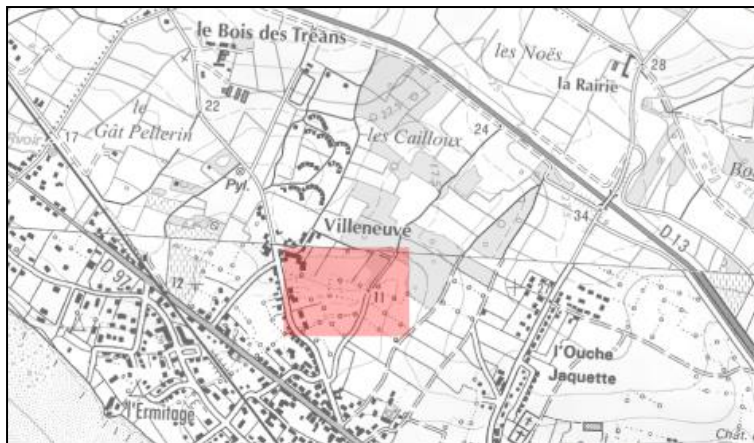 le Bois des Tréans
les Noës
28
la Rairie
le
Gât Pellerin
22
17
les Cailloux
24
Pyl.
Villeneuve
34
D 13
12
11
l'Ouche
Jaquette
l'Ermitage